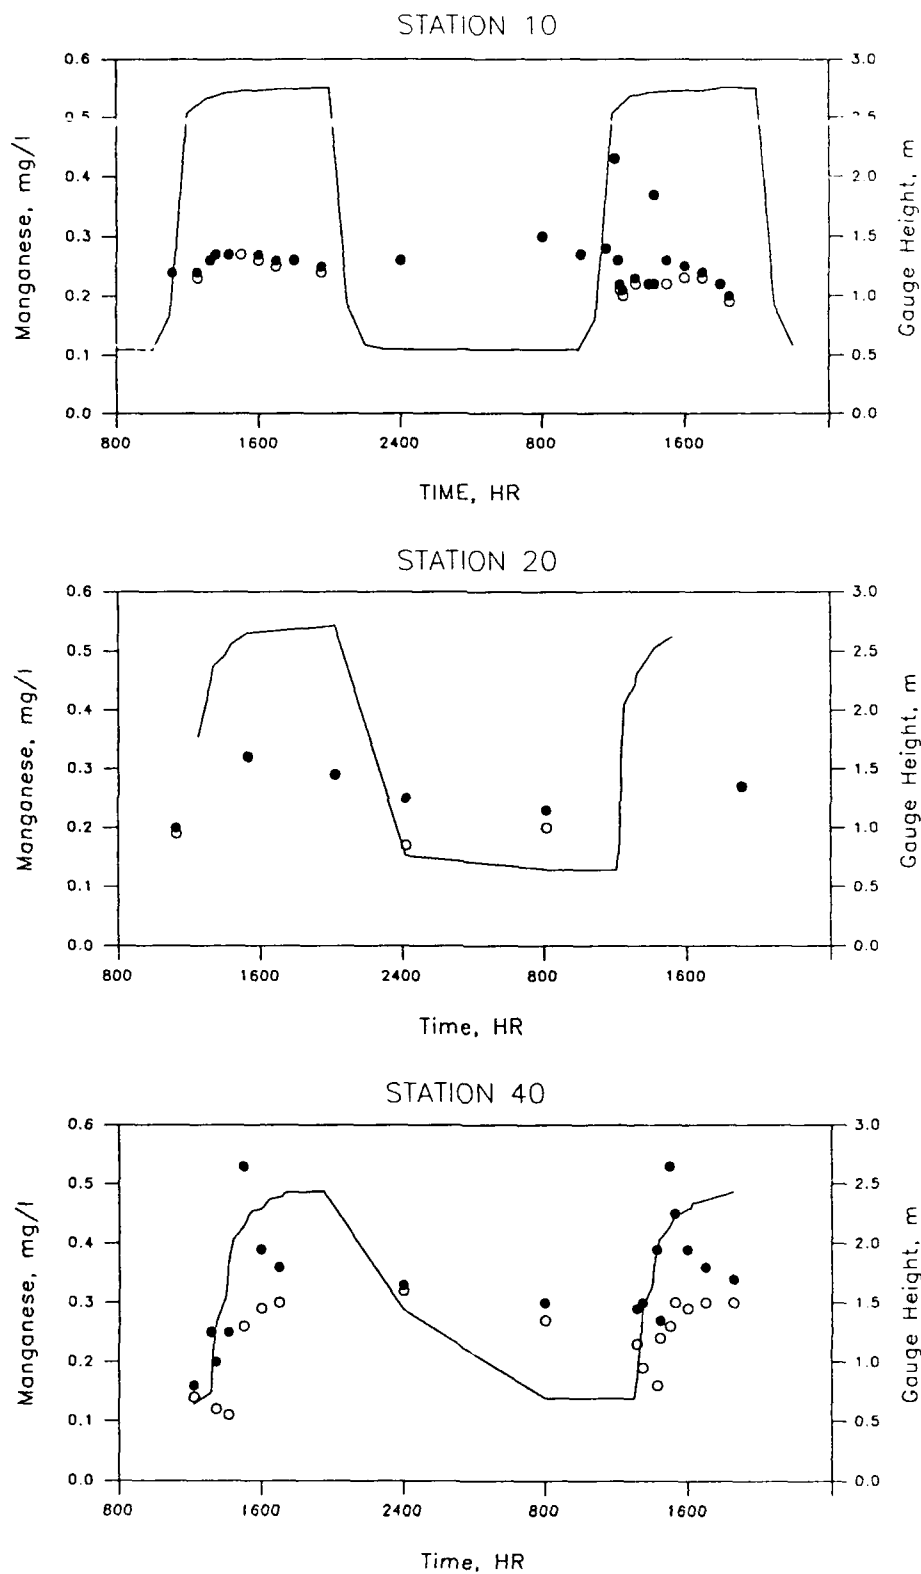 STATION 10
0.6
0.5
0.4
0.3
0.2
0.1
0.0
Manganese, mg/l
3.0
2.5
2.0
1.5
1.0
0.5
0.0
Gauge Height, m
800 1600 2400 800 1600
TIME, HR
STATION 20
0.6
0.5
0.4
0.3
0.2
0.1
0.0
Manganese, mg/l
3.0
2.5
2.0
1.5
1.0
0.5
0.0
Gauge Height, m
800 1600 2400 800 1600
Time, HR
STATION 40
0.6
0.5
0.4
0.3
0.2
0.1
0.0
Manganese, mg/l
3.0
2.5
2.0
1.5
1.0
0.5
0.0
Gauge Height, m
800 1600 2400 800 1600
Time, HR